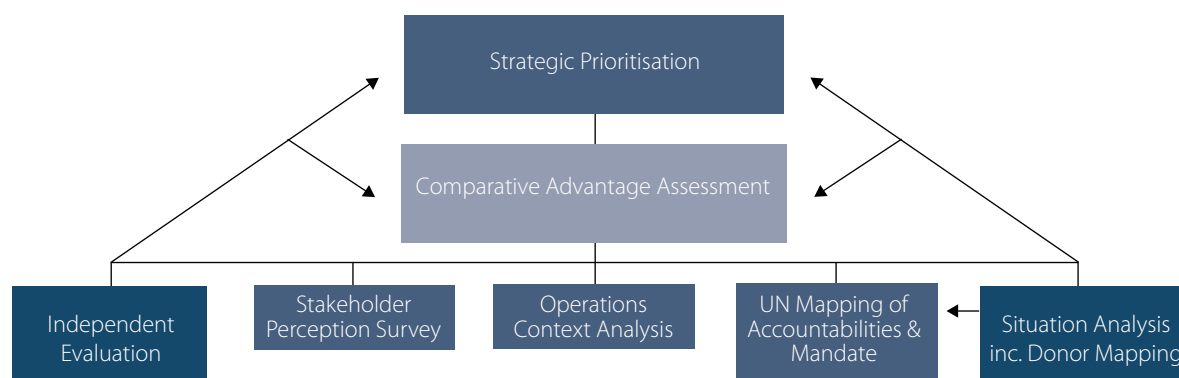 Strategic Prioritisation
Comparative Advantage Assessment
Independent
Evaluation
Stakeholder
Perception Survey
Operations
Context Analysis
UN Mapping of
Accountabilities &
Mandate
Situation Analysis
inc. Donor Mapping